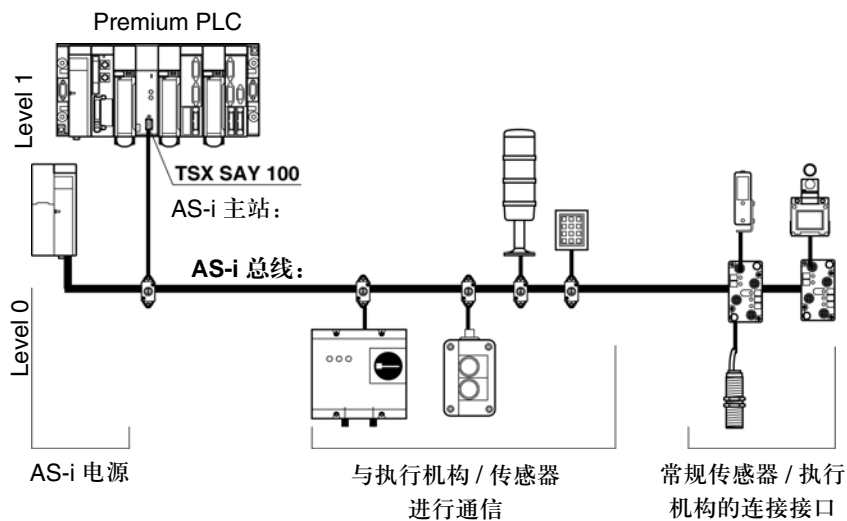 Premium PLC
Level 1
TSX SAY 100
AS-i 主站：
AS-i 总线：
Level 0
AS-i 电源
与执行机构 / 传感器
进行通信
常规传感器 / 执行
机构的连接接口